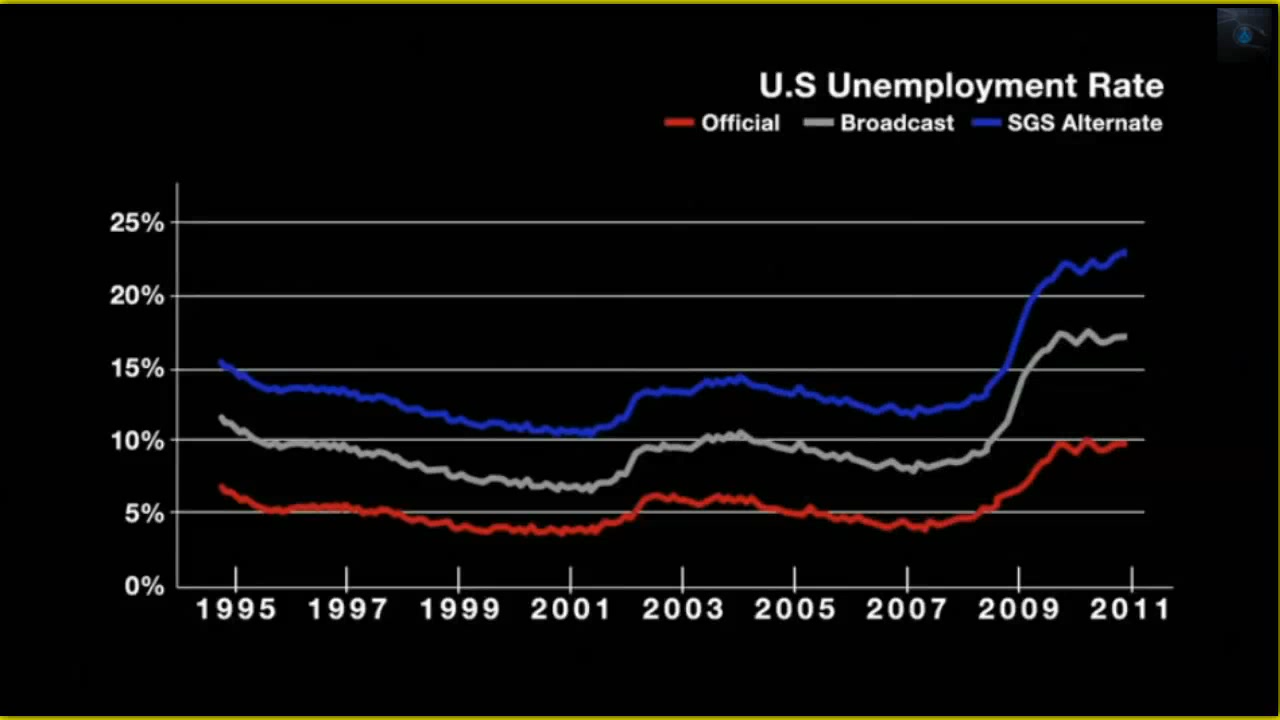 U.S Unemployment Rate
Official Broadcast SGS Alternate
25%
20%
15%
10%
5%
0%
1995 1997 1999 2001 2003 2005 2007 2009 2011